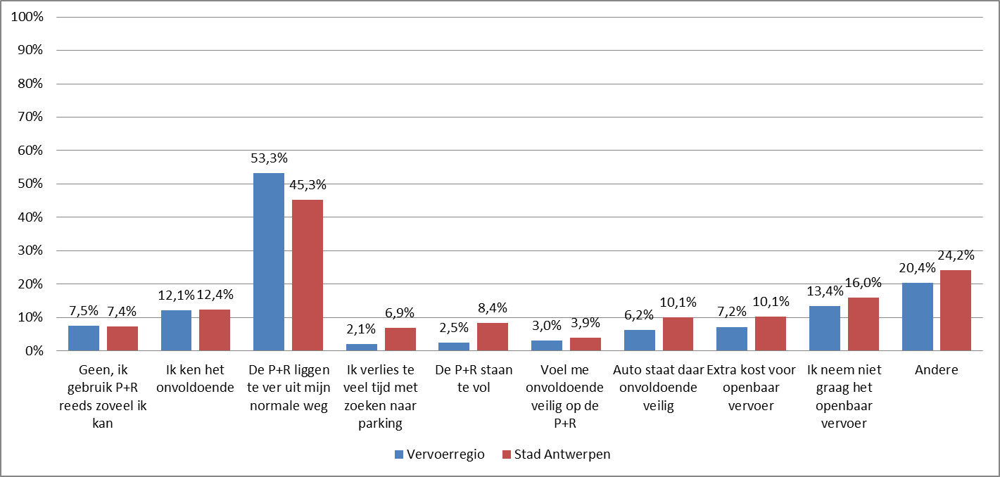 100%
90%
80%
70%
60%
50%
40%
30%
20%
10%
0%
53,3%
45,3%
24,2%
20,4%
16,0%
13,4%
12,1%
12,4%
10,1%
10,1%
7,5%
7,4%
2,1%
6,9%
2,5%
8,4%
3,0%
3,9%
6,2%
7,2%
Geen, ik
gebruik P+R
reeds zoveel ik
kan
Ik ken het
onvoldoende
De P+R liggen
te ver uit mijn
normale weg
Ik verlies te
veel tijd met
zoeken naar
parking
De P+R staan
te vol
Voel me
onvoldoende
veilig op de
P+R
Auto staat daar
onvoldoende
veilig
Extra kost voor
openbaar
vervoer
Ik neem niet
graag het
openbaar
vervoer
Andere
Vervoerregio
Stad Antwerpen